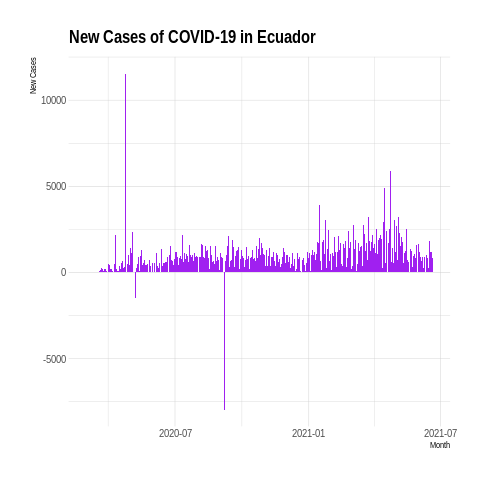 New Cases of COVID-19 in Ecuador
New Cases
10000
5000
0
-5000
2020-07
2021-01
2021-07
Month